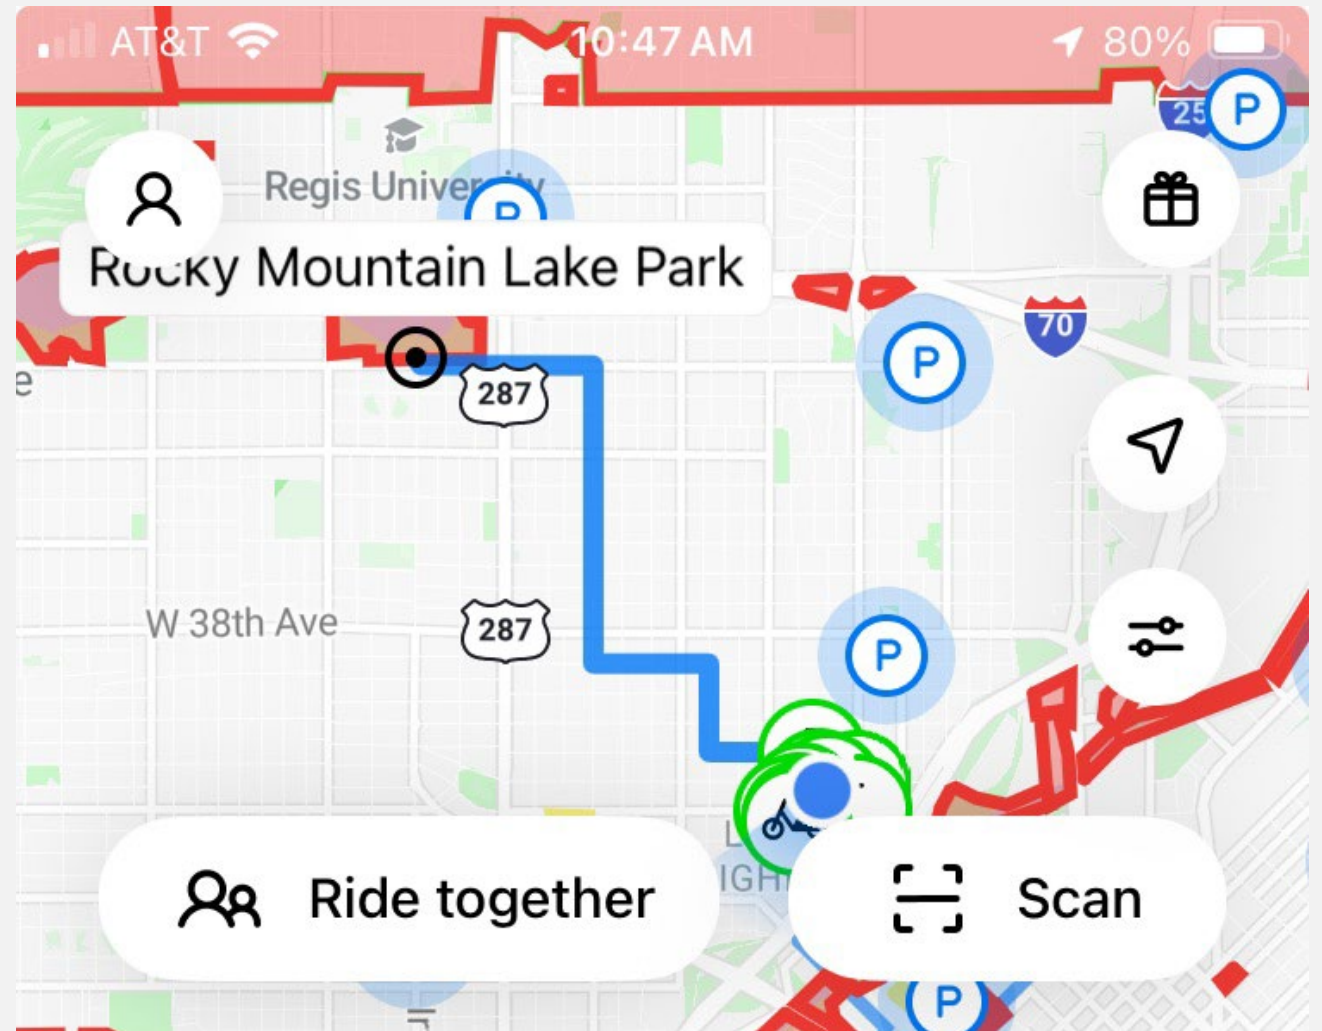 AT&T 10:47 AM 80%
25 P
Regis University
P
Rocky Mountain Lake Park
70
P
e
287
W 38th Ave
287
P
Ride together
Scan
P